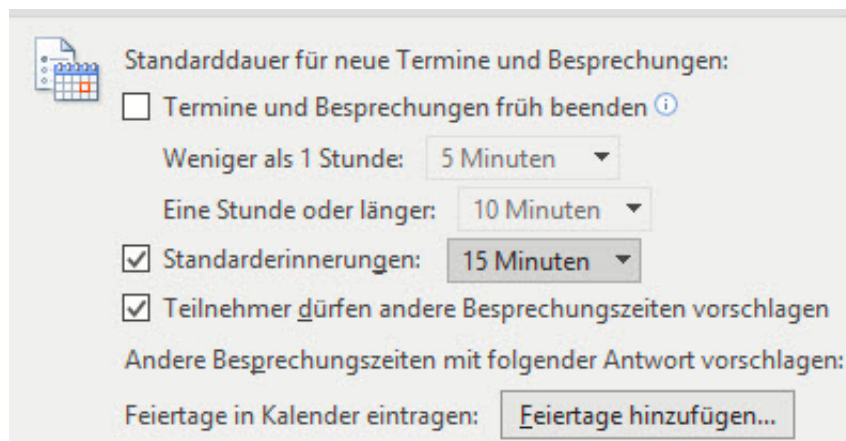 Standarddauer für neue Termine und Besprechungen:
Termine und Besprechungen früh beenden
Weniger als 1 Stunde: 5 Minuten
Eine Stunde oder länger: 10 Minuten
Standarderinnerungen: 15 Minuten
Teilnehmer dürfen andere Besprechungszeiten vorschlagen
Andere Besprechungszeiten mit folgender Antwort vorschlagen:
Feiertage in Kalender eintragen: Feiertage hinzufügen...